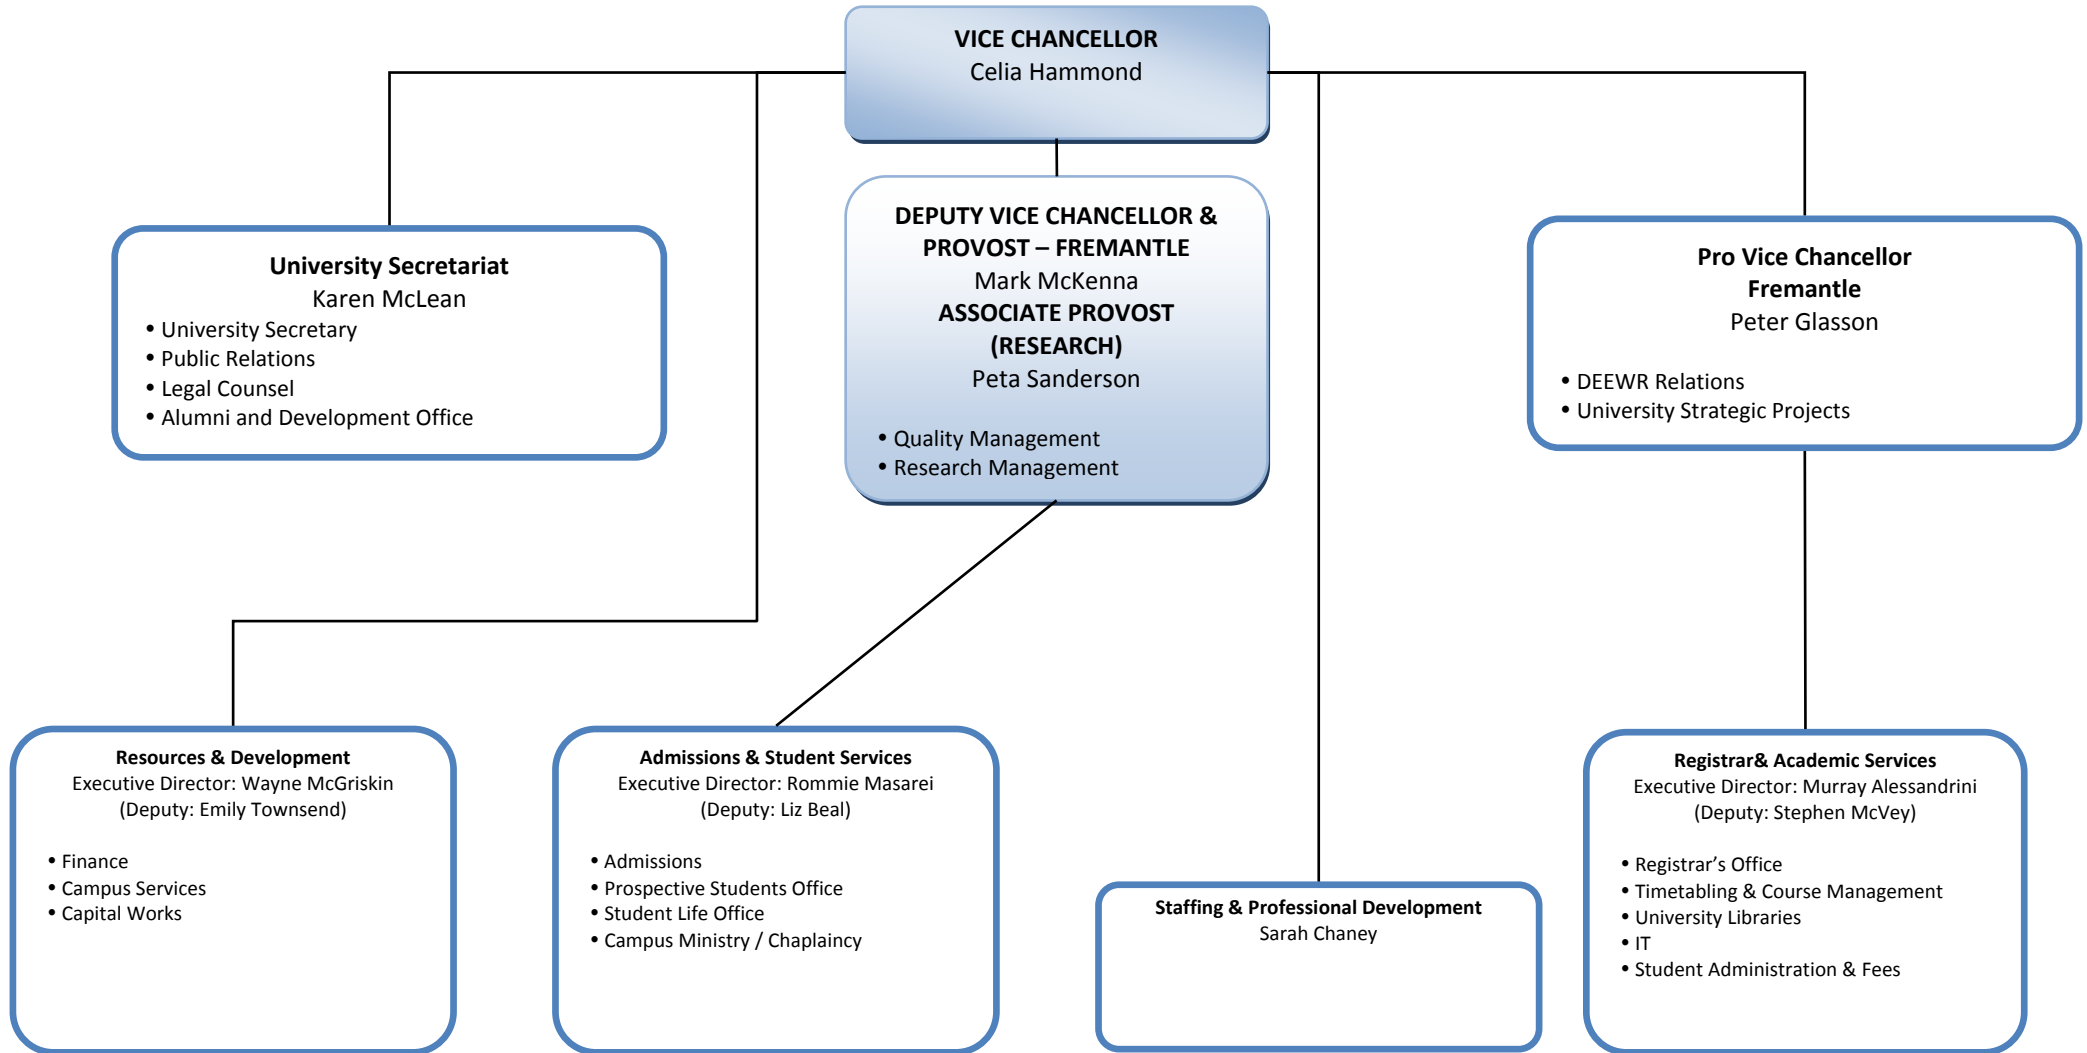 VICE CHANCELLOR
Celia Hammond
University Secretariat
Karen McLean
• University Secretary
• Public Relations
• Legal Counsel
• Alumni and Development Office
DEPUTY VICE CHANCELLOR &
PROVOST – FREMANTLE
Mark McKenna
ASSOCIATE PROVOST
(RESEARCH)
Peta Sanderson
• Quality Management
• Research Management
Pro Vice Chancellor
Fremantle
Peter Glasson
• DEEWR Relations
• University Strategic Projects
Resources & Development
Executive Director: Wayne McGriskin
(Deputy: Emily Townsend)
• Finance
• Campus Services
• Capital Works
Admissions & Student Services
Executive Director: Rommie Masarei
(Deputy: Liz Beal)
• Admissions
• Prospective Students Office
• Student Life Office
• Campus Ministry / Chaplaincy
Staffing & Professional Development
Sarah Chaney
Registrar& Academic Services
Executive Director: Murray Alessandrini
(Deputy: Stephen McVey)
• Registrar’s Office
• Timetabling & Course Management
• University Libraries
• IT
• Student Administration & Fees